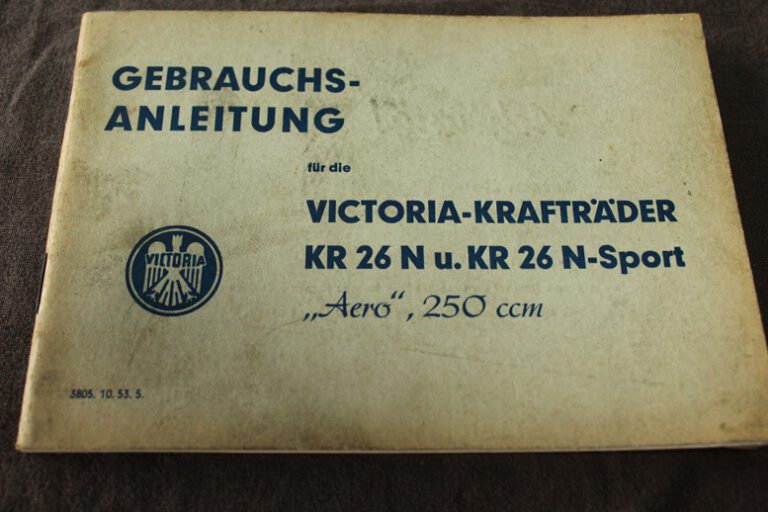 GEBRAUCHS-
ANLEITUNG
für die
VICTORIA-KRAFTRÄDER
KR 26 N u. KR 26 N-Sport
„Aero“, 250 ccm
VICTORIA
3805. 10. 53. 5.